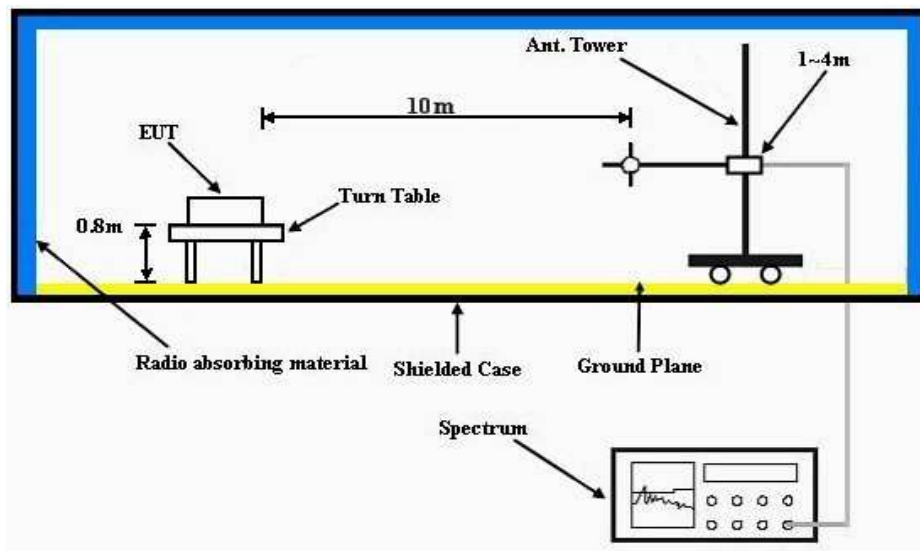 Ant. Tower
1~4m
10m
EUT
Turn Table
0.8m
Radio absorbing material
Shielded Case
Ground Plane
Spectrum